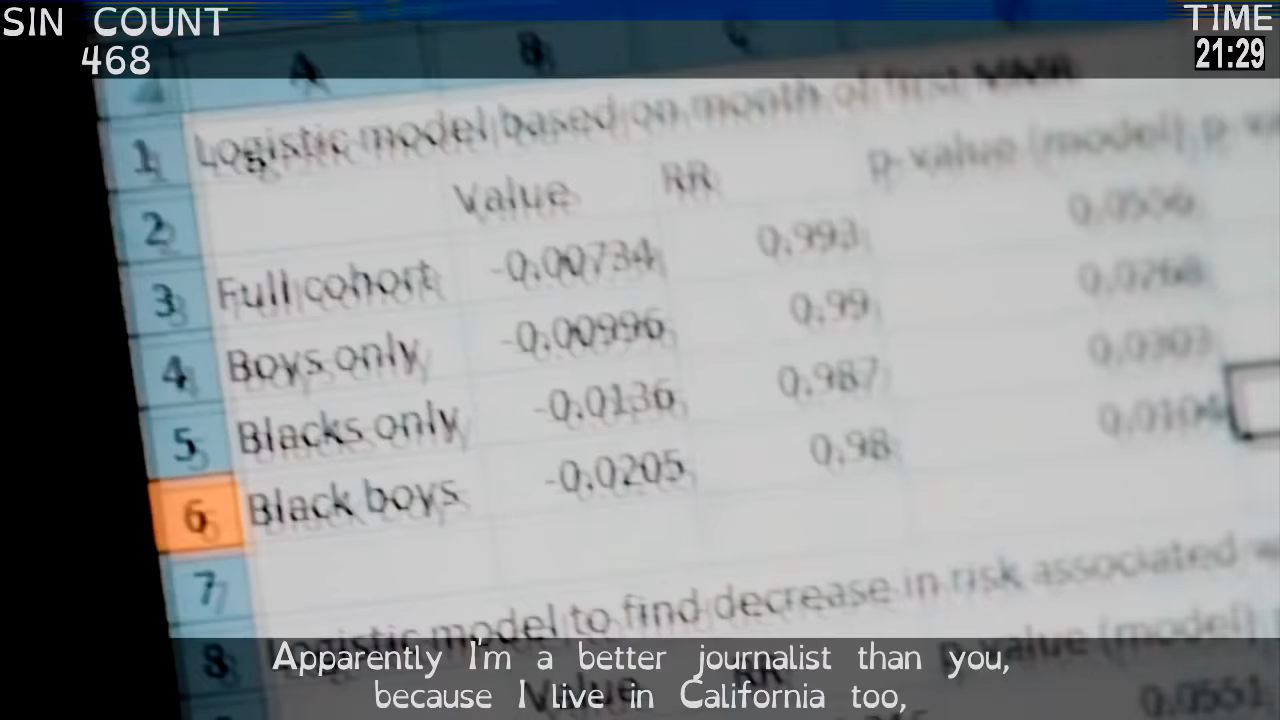 SIN COUNT
468
TIME
21:29
A B C
1 Logistic model based on month of first MMR
2 Value RR p-value (model)
3 Full cohort -0.00734 0.993 0.0536
4 Boys only -0.00996 0.99 0.0268
5 Blacks only -0.0136 0.987 0.0303
6 Black boys -0.0205 0.98 0.0104
7
8 Logistic model to find decrease in risk associated
Value RR p-value (model)
0.0551
Apparently I'm a better journalist than you,
because I live in California too,